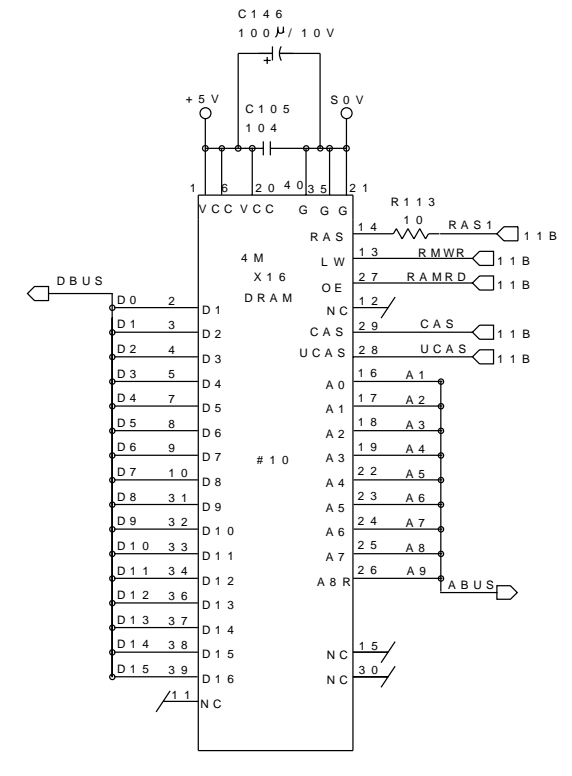 C146
100µ/10V
+5V
S0V
C105
104
1 6 20 40 35 21
VCC VCC G G G
R113
10
RAS 14 RAS1 11B
LW 13 RMWR 11B
OE 27 RAMRD 11B
NC 12
CAS 29 CAS 11B
UCAS 28 UCAS 11B
4M
X16
DRAM
#10
DBUS
D0 2 D1
D1 3 D2
D2 4 D3
D3 5 D4
D4 7 D5
D5 8 D6
D6 9 D7
D7 10 D8
D8 31 D9
D9 32 D10
D10 33 D11
D11 34 D12
D12 36 D13
D13 37 D14
D14 38 D15
D15 39 D16
11 NC
A0 16 A1
A1 17 A2
A2 18 A3
A3 19 A4
A4 22 A5
A5 23 A6
A6 24 A7
A7 25 A8
A8R 26 A9
ABUS
NC 15
NC 30